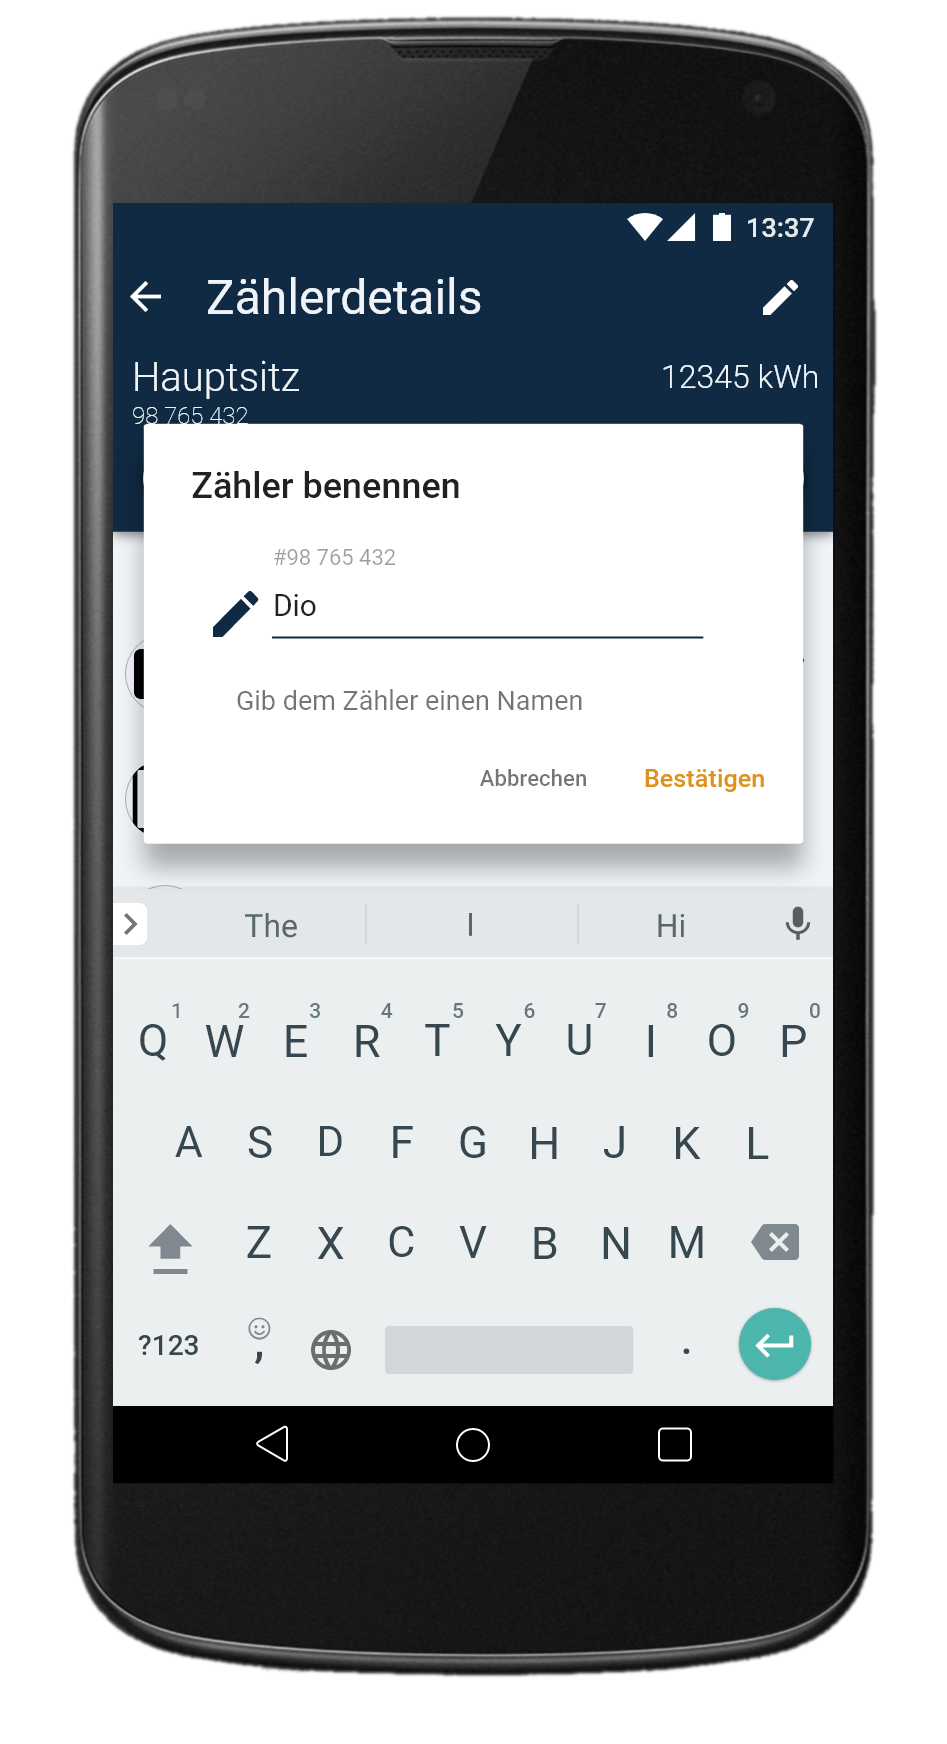 13:37
Zählerdetails
Hauptsitz 12345 kWh
98 765 432
Zähler benennen
#98 765 432
Dio
Gib dem Zähler einen Namen
Abbrechen Bestätigen
The I Hi
1 2 3 4 5 6 7 8 9 0
Q W E R T Y U I O P
A S D F G H J K L
Z X C V B N M
?123 , .